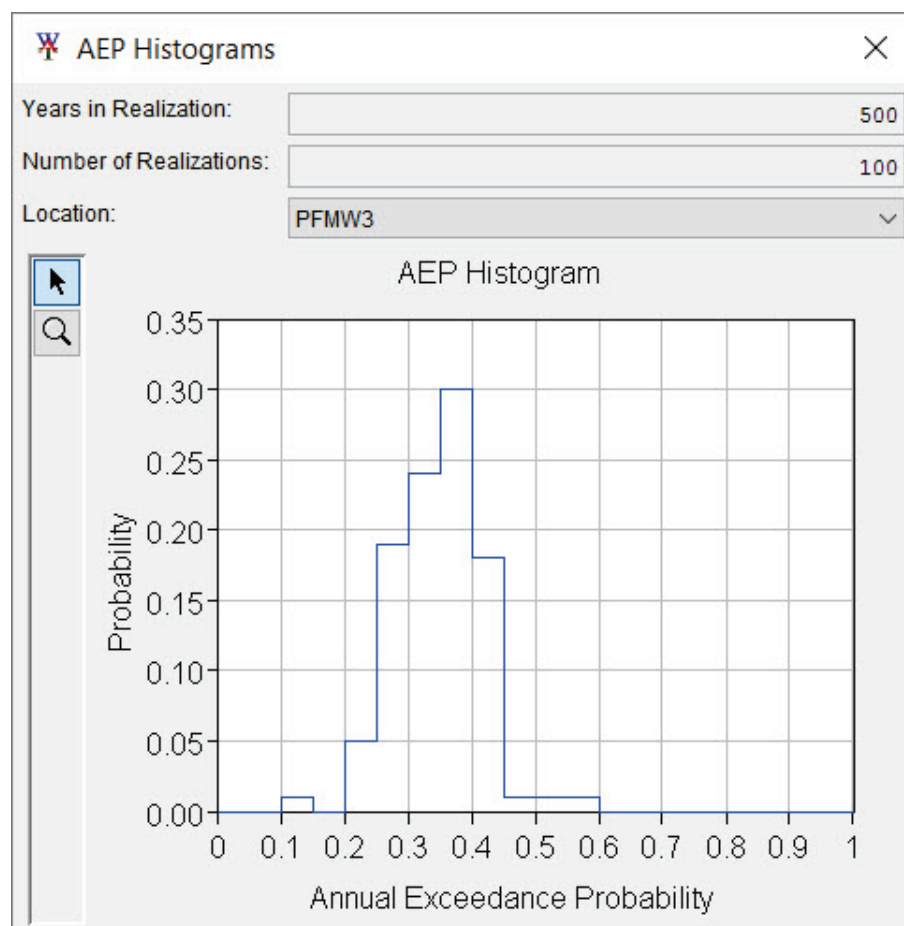 AEP Histograms
Years in Realization: 500
Number of Realizations: 100
Location: PFMW3
AEP Histogram
0.35
0.30
0.25
0.20
0.15
0.10
0.05
0.00
Probability
0 0.1 0.2 0.3 0.4 0.5 0.6 0.7 0.8 0.9 1
Annual Exceedance Probability